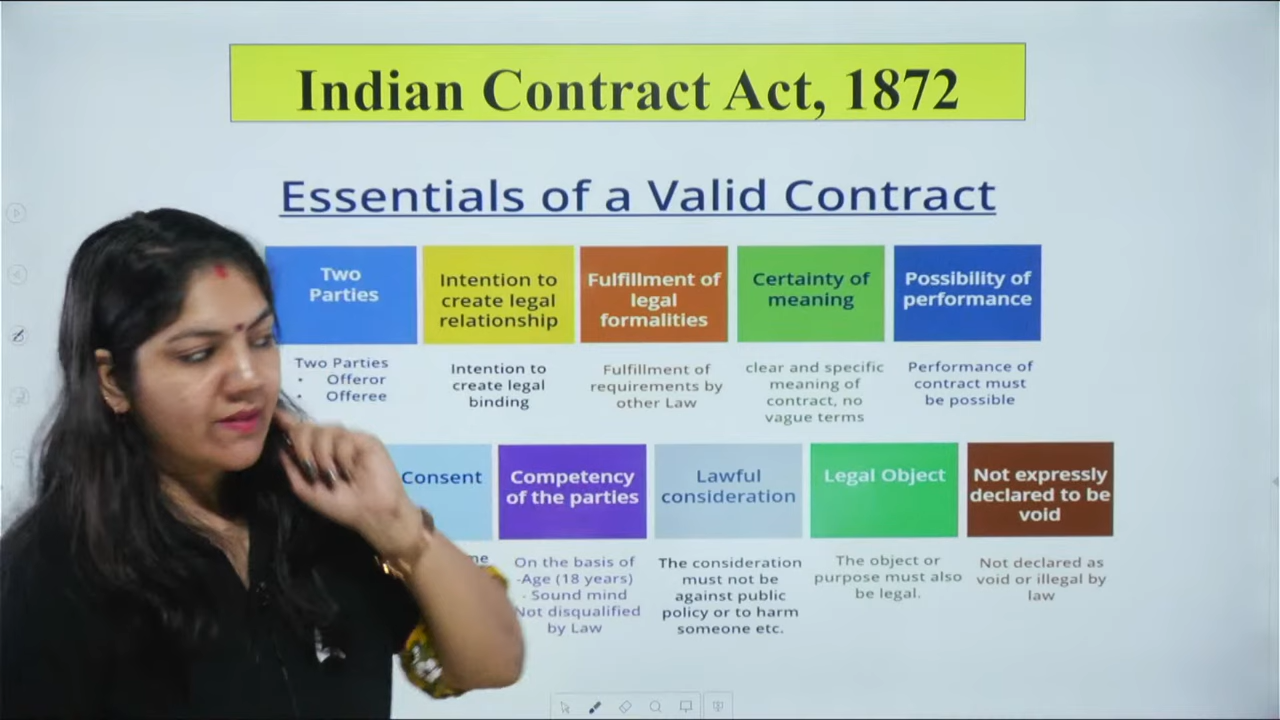 Indian Contract Act, 1872
Essentials of a Valid Contract
Two
Parties
Intention to
create legal
relationship
Fulfillment of
legal
formalities
Certainty of
meaning
Possibility of
performance
Two Parties
• Offeror
• Offeree
Intention to
create legal
binding
Fulfillment of
requirements by
other Law
clear and specific
meaning of
contract, no
vague terms
Performance of
contract must
be possible
Consent
Competency
of the parties
Lawful
consideration
Legal Object
Not expressly
declared to be
void
On the basis of
-Age (18 years)
- Sound mind
Not disqualified
by Law
The consideration
must not be
against public
policy or to harm
someone etc.
The object or
purpose must also
be legal.
Not declared as
void or illegal by
law